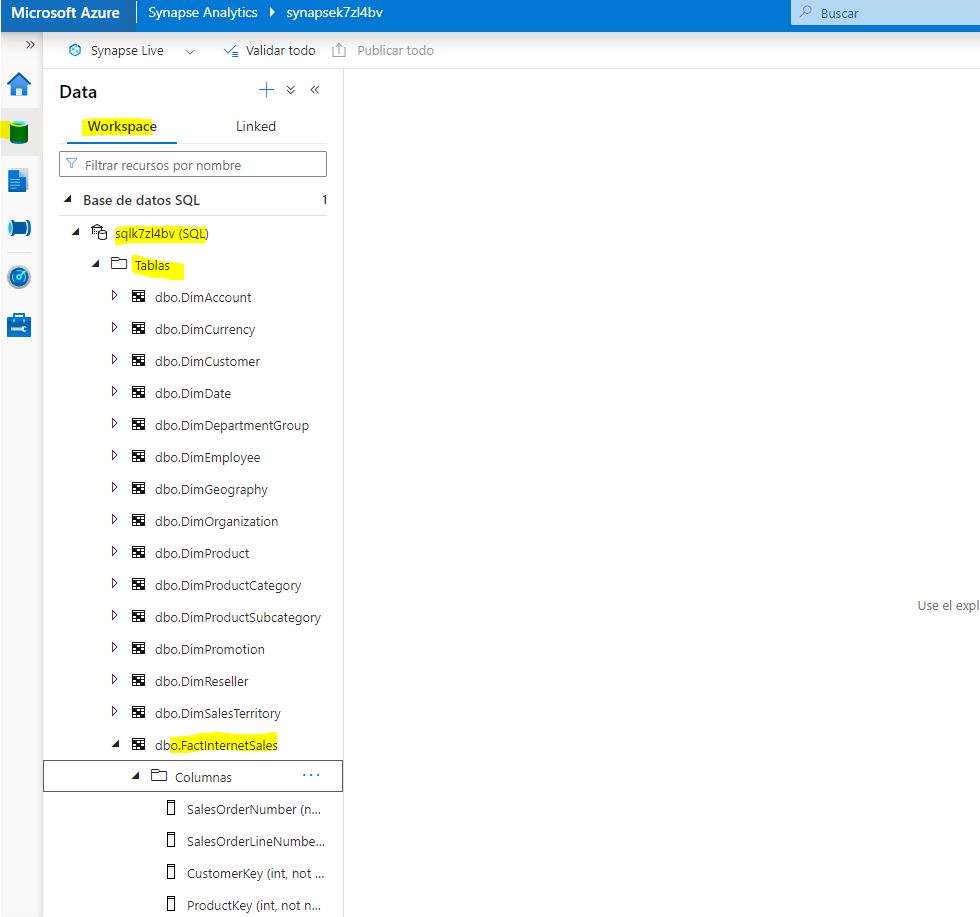 Microsoft Azure Synapse Analytics synapsek7zl4bv Buscar
Synapse Live Validar todo Publicar todo
Data
Workspace Linked
Filtrar recursos por nombre
Base de datos SQL 1
sqlk7zl4bv (SQL)
Tablas
dbo.DimAccount
dbo.DimCurrency
dbo.DimCustomer
dbo.DimDate
dbo.DimDepartmentGroup
dbo.DimEmployee
dbo.DimGeography
dbo.DimOrganization
dbo.DimProduct
dbo.DimProductCategory
Use el expl
dbo.DimProductSubcategory
dbo.DimPromotion
dbo.DimReseller
dbo.DimSalesTerritory
dbo.FactInternetSales
Columnas ...
SalesOrderNumber (n...
SalesOrderLineNumbe...
CustomerKey (int, not ...
ProductKey (int, not n...